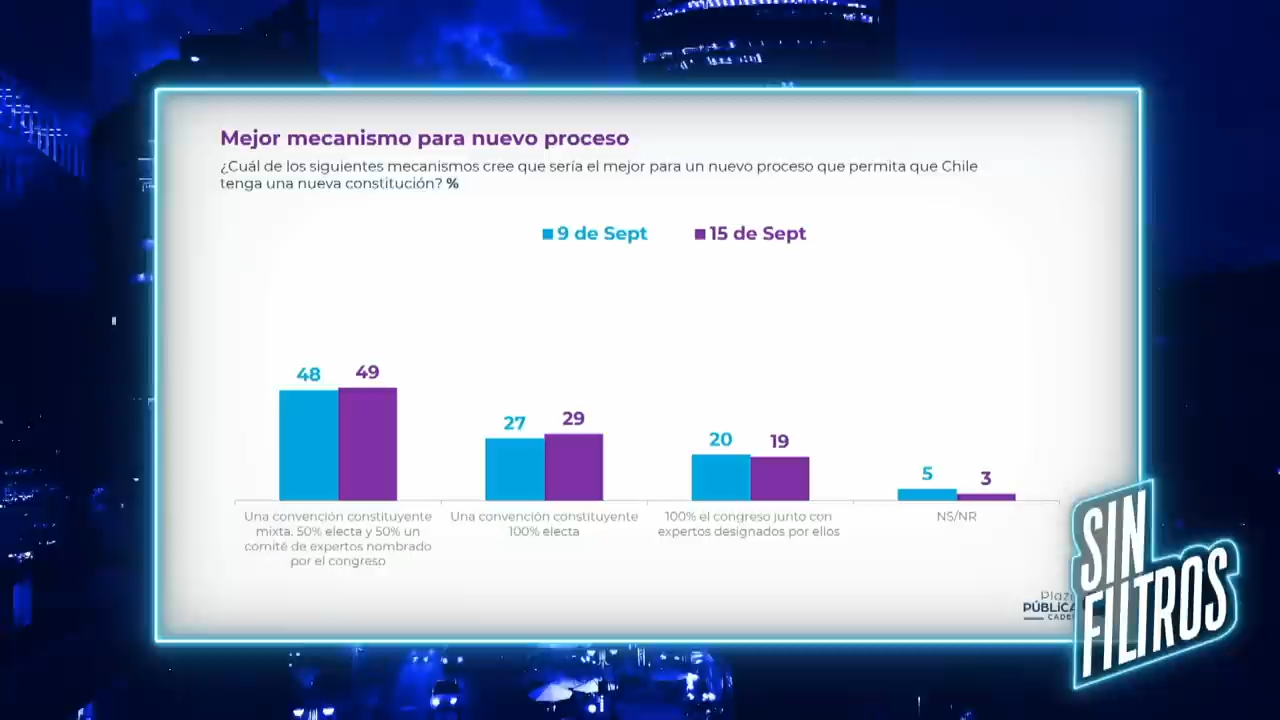 Mejor mecanismo para nuevo proceso
¿Cuál de los siguientes mecanismos cree que sería el mejor para un nuevo proceso que permita que Chile
tenga una nueva constitución? %
9 de Sept 15 de Sept
48 49
27 29
20 19
5 3
Una convención constituyente
mixta. 50% electa y 50% un
comité de expertos nombrado
por el congreso
Una convención constituyente
100% electa
100% el congreso junto con
expertos designados por ellos
NS/NR
PÚBLICA
SIN
FILTROS